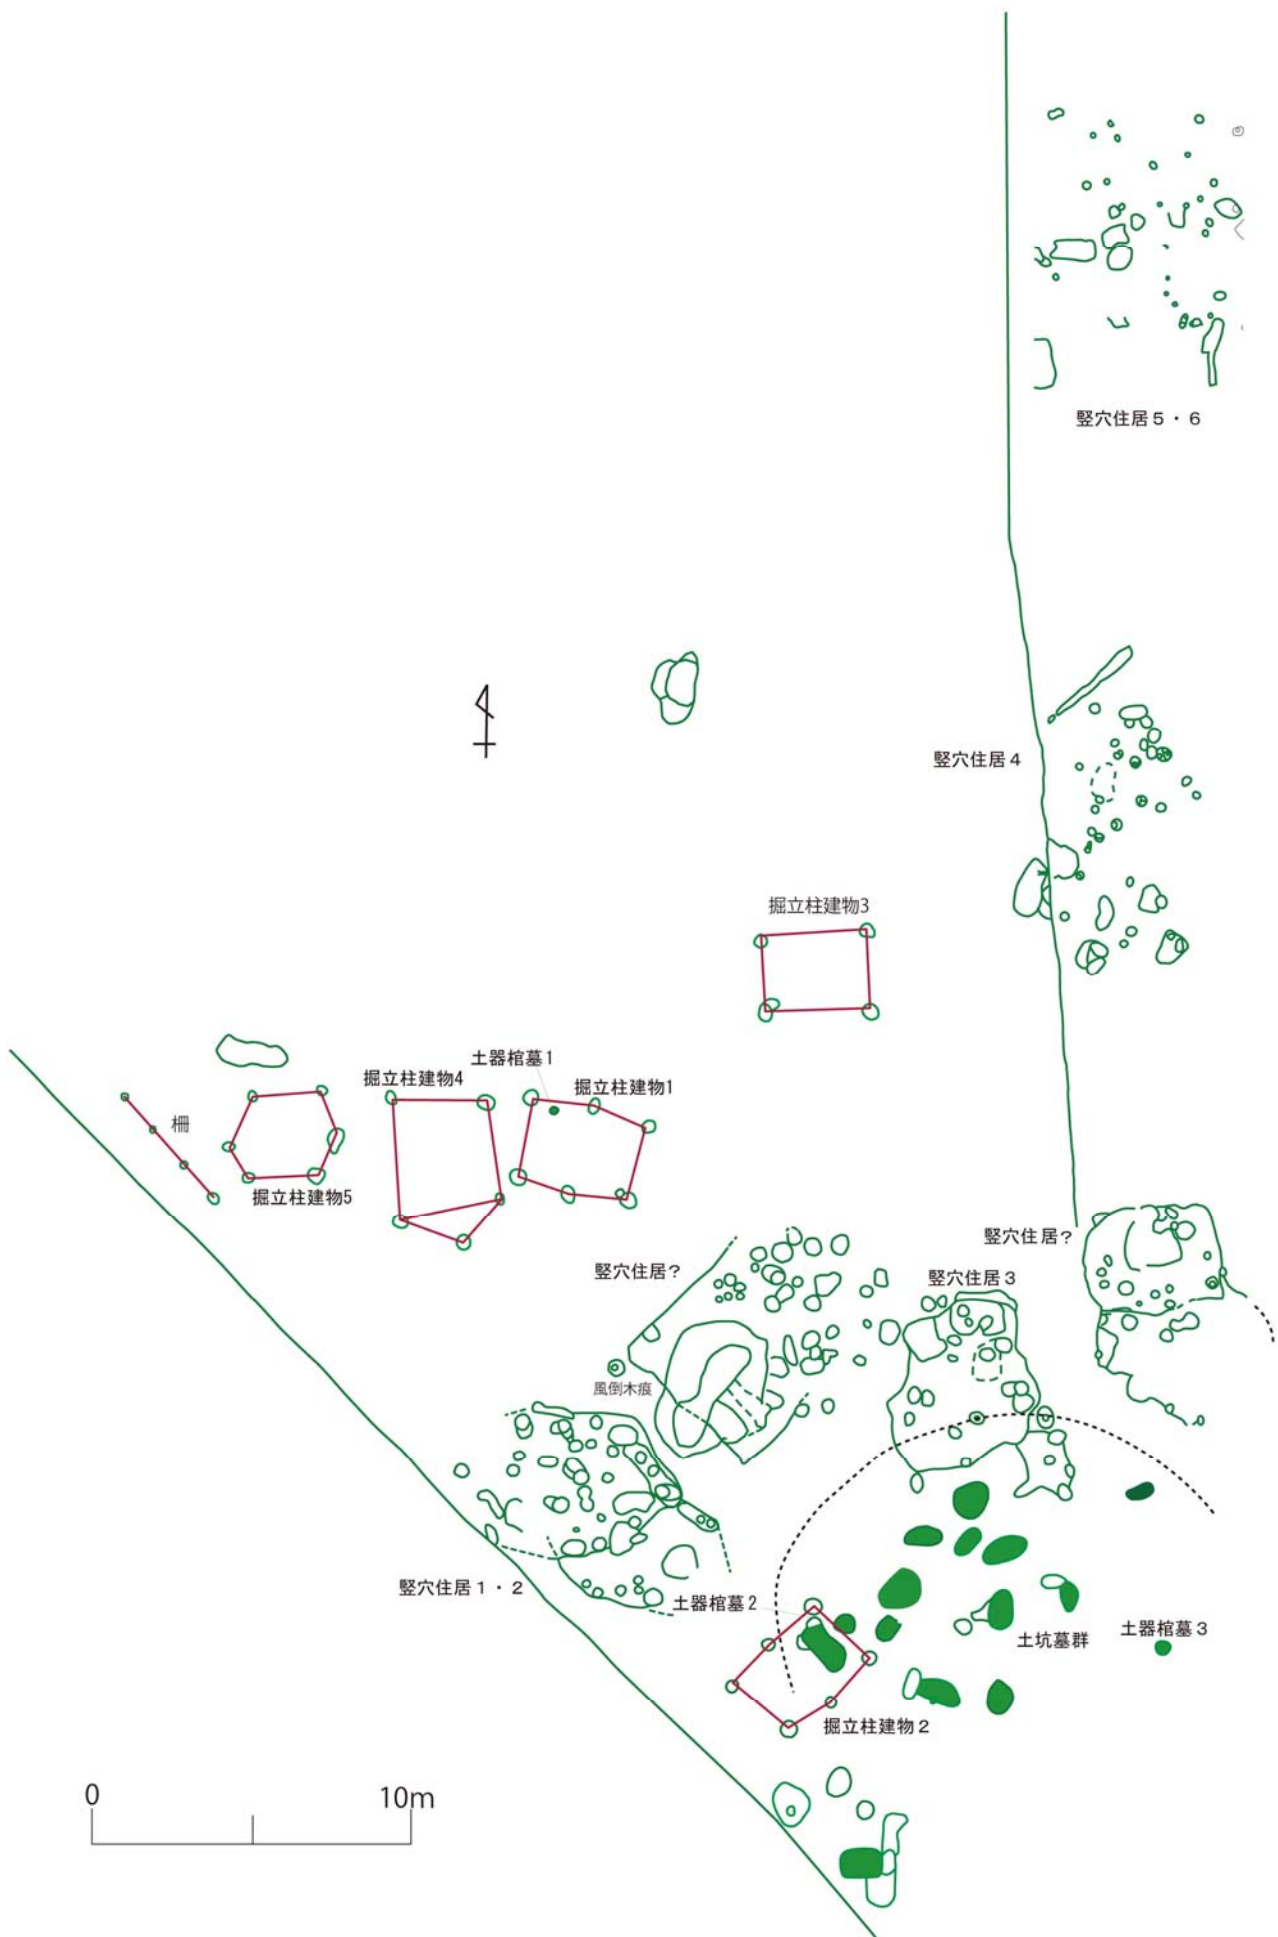 竪穴住居５・６
竪穴住居４
掘立柱建物3
土器棺墓1
掘立柱建物4
掘立柱建物1
柵
掘立柱建物5
竪穴住居？
竪穴住居？
竪穴住居３
風倒木痕
竪穴住居１・２
土器棺墓２
土坑墓群
土器棺墓３
掘立柱建物２
0
10m